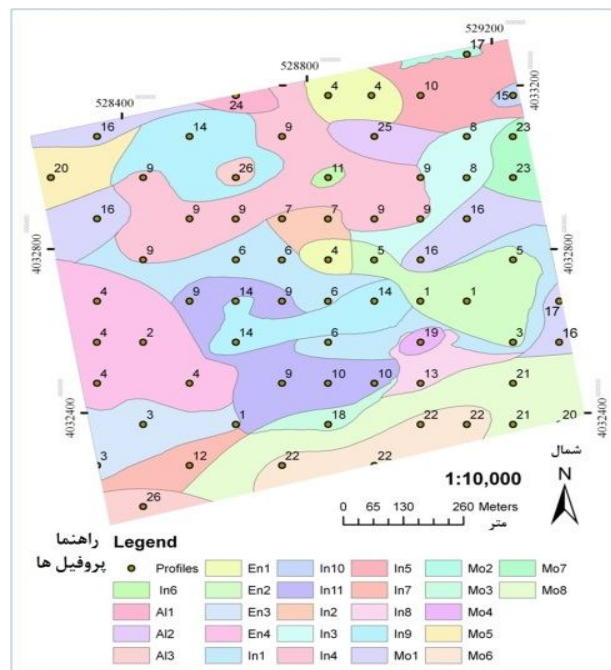 529200
528800
528400
17
4033200
4 4 10
15
24
16 14 9 25 8 23
20 9 26 11 9 8 23
16 9 9 7 7 9 9 16
4032800
9 6 6 4 5 16 5
4 9 14 9 6 14 1 1
17
4 2 14 6 19 3 16
4 4 9 10 10 13 21
4032400
3 1 18 22 22 21 20
4032400
3 12 22 22
26
شمال
N
1:10,000
0 65 130 260 Meters
متر
راهنما Legend
پروفیل ها
Profiles En1 In10 In5 Mo2 Mo7
In6 En2 In11 In7 Mo3 Mo8
Al1 En3 In2 In8 Mo4
Al2 En4 In3 In9 Mo5
Al3 In1 In4 Mo1 Mo6